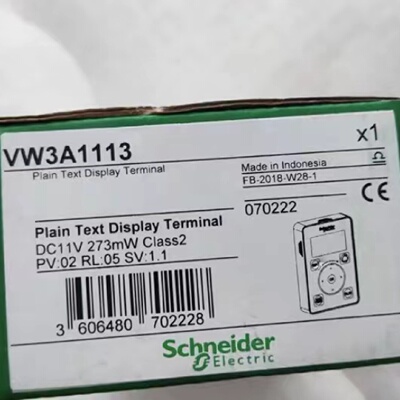 VW3A1113
x1
Plain Text Display Terminal
Made in Indonesia
FB-2018-W28-1
CE
070222
Plain Text Display Terminal
DC11V 273mW Class2
PV:02 RL:05 SV:1.1
3 606480 702228
Schneider
Electric